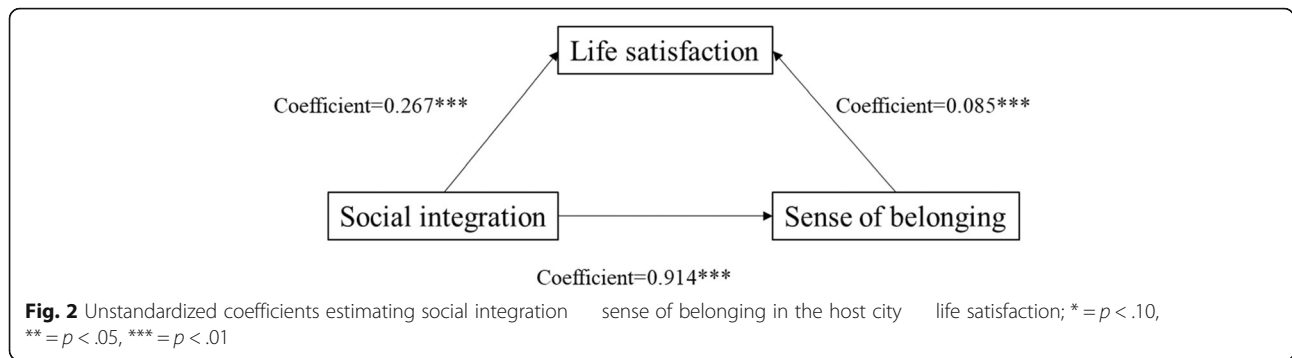 Life satisfaction
Coefficient=0.267***
Coefficient=0.085***
Social integration
Sense of belonging
Coefficient=0.914***
Fig. 2 Unstandardized coefficients estimating social integration sense of belonging in the host city life satisfaction; * = p < .10,
** = p < .05, *** = p < .01